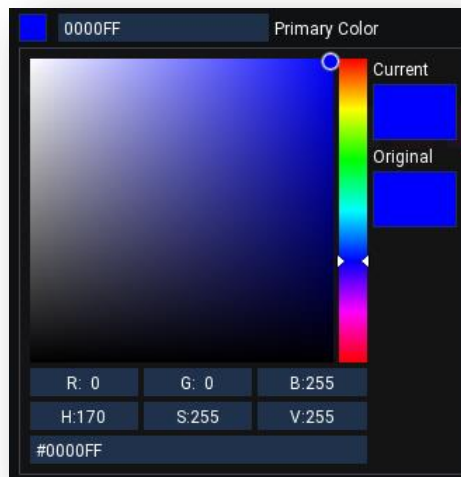 0000FF Primary Color
Current
Original
R: 0 G: 0 B:255
H:170 S:255 V:255
#0000FF